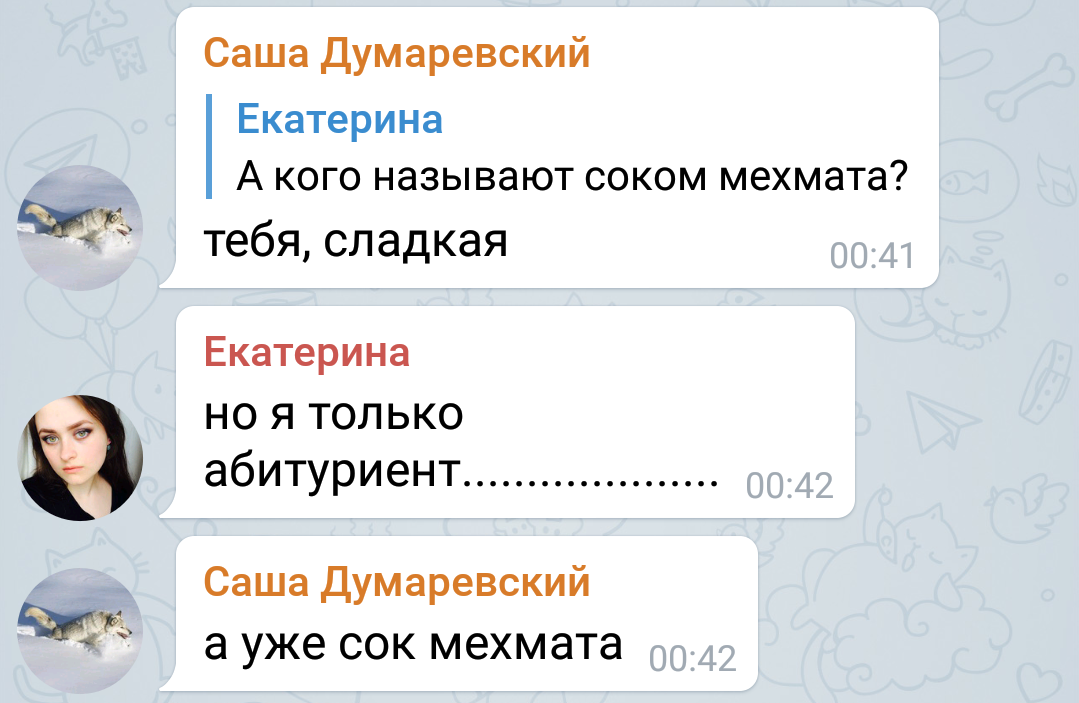 Саша Думаревский
Екатерина
А кого называют соком мехмата?
тебя, сладкая
00:41
Екатерина
но я только
абитуриент....................
00:42
Саша Думаревский
а уже сок мехмата
00:42